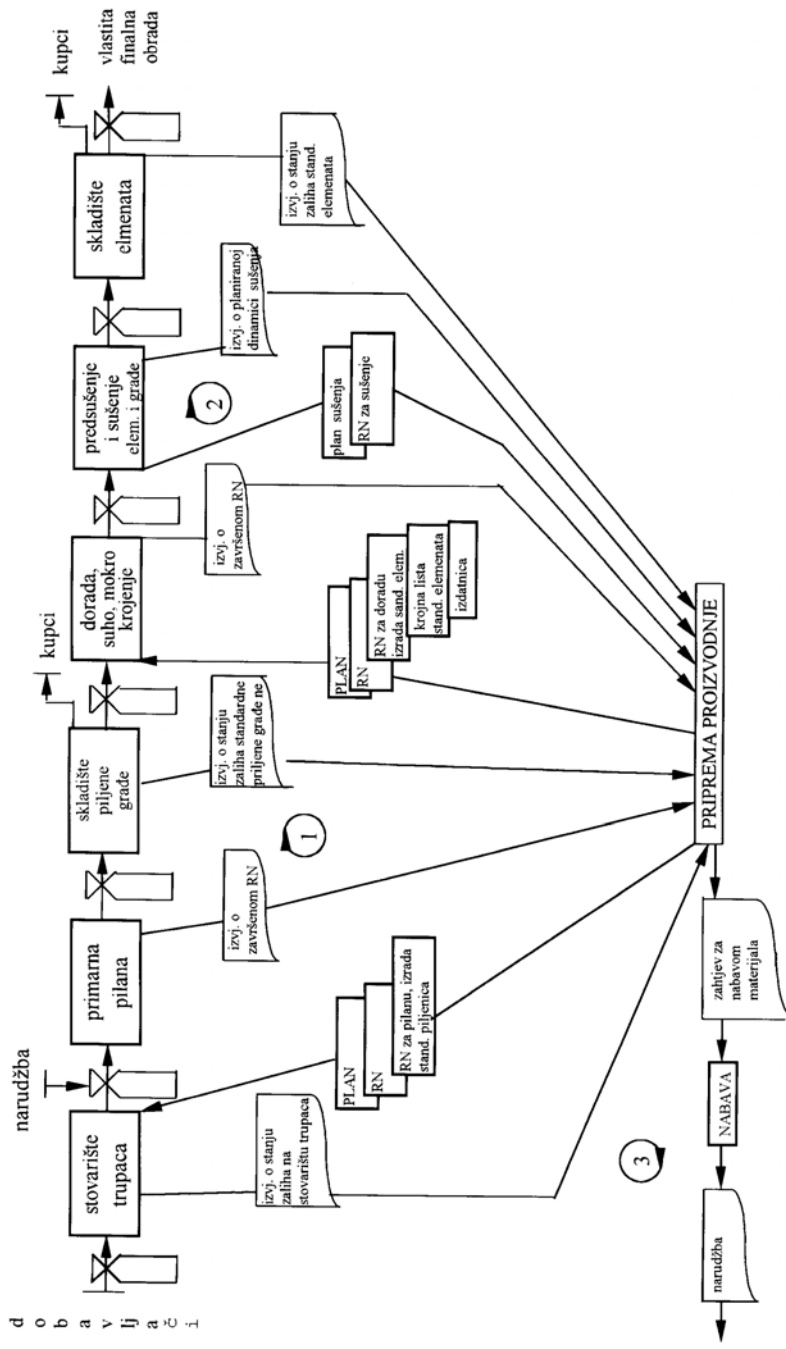 d
o
b
a
v
lj
a
č
i
narudžba
kupci
kupci
vlastita
finalna
obrada
stovarište
trupaca
primarna
pilana
skladište
piljene
građe
dorada,
suho, mokro
krojenje
predsušenje
i sušenje
elem. i građe
skladište
elmenata
izvj. o stanju
zaliha na
stovarištu trupaca
PLAN
RN
RN za pilanu, izrada
stand. piljenica
izvj. o
završenom RN
izvj. o stanju
zaliha standardne
priljene građe ne
PLAN
RN
RN za doradu
izrada sand. elem.
krojna lista
stand. elemenata
izdatnica
izvj. o
završenom RN
plan sušenja
RN za sušenje
izvj. o planiranoj
dinamici sušenja
izvj. o stanju
zaliha stand.
elemenata
1
2
3
PRIPREMA PROIZVODNJE
zahtjev za
nabavom
materijala
NABAVA
narudžba